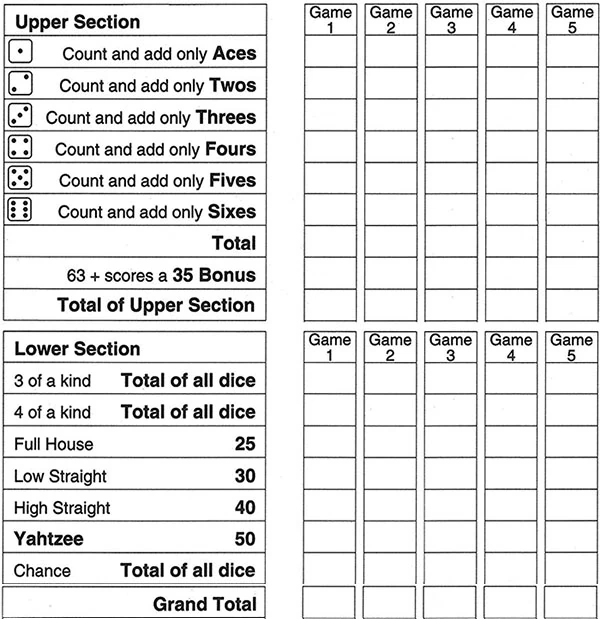 Upper Section
Game 1 Game 2 Game 3 Game 4 Game 5
Count and add only Aces
Count and add only Twos
Count and add only Threes
Count and add only Fours
Count and add only Fives
Count and add only Sixes
Total
63 + scores a 35 Bonus
Total of Upper Section
Lower Section
Game 1 Game 2 Game 3 Game 4 Game 5
3 of a kind Total of all dice
4 of a kind Total of all dice
Full House 25
Low Straight 30
High Straight 40
Yahtzee 50
Chance Total of all dice
Grand Total